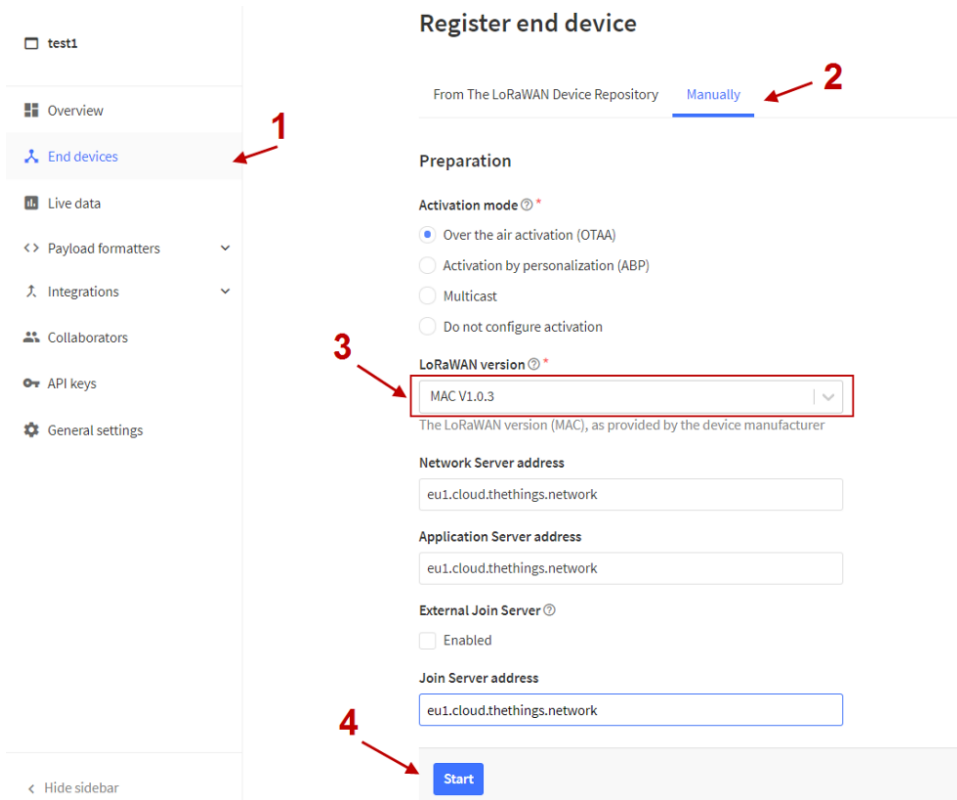 test1
Overview
1
End devices
Live data
Payload formatters
Integrations
Collaborators
API keys
General settings
Hide sidebar
Register end device
From The LoRaWAN Device Repository
Manually
2
Preparation
Activation mode *
Over the air activation (OTAA)
Activation by personalization (ABP)
Multicast
Do not configure activation
3
LoRaWAN version *
MAC V1.0.3
The LoRaWAN version (MAC), as provided by the device manufacturer
Network Server address
eu1.cloud.thethings.network
Application Server address
eu1.cloud.thethings.network
External Join Server
Enabled
Join Server address
eu1.cloud.thethings.network
4
Start